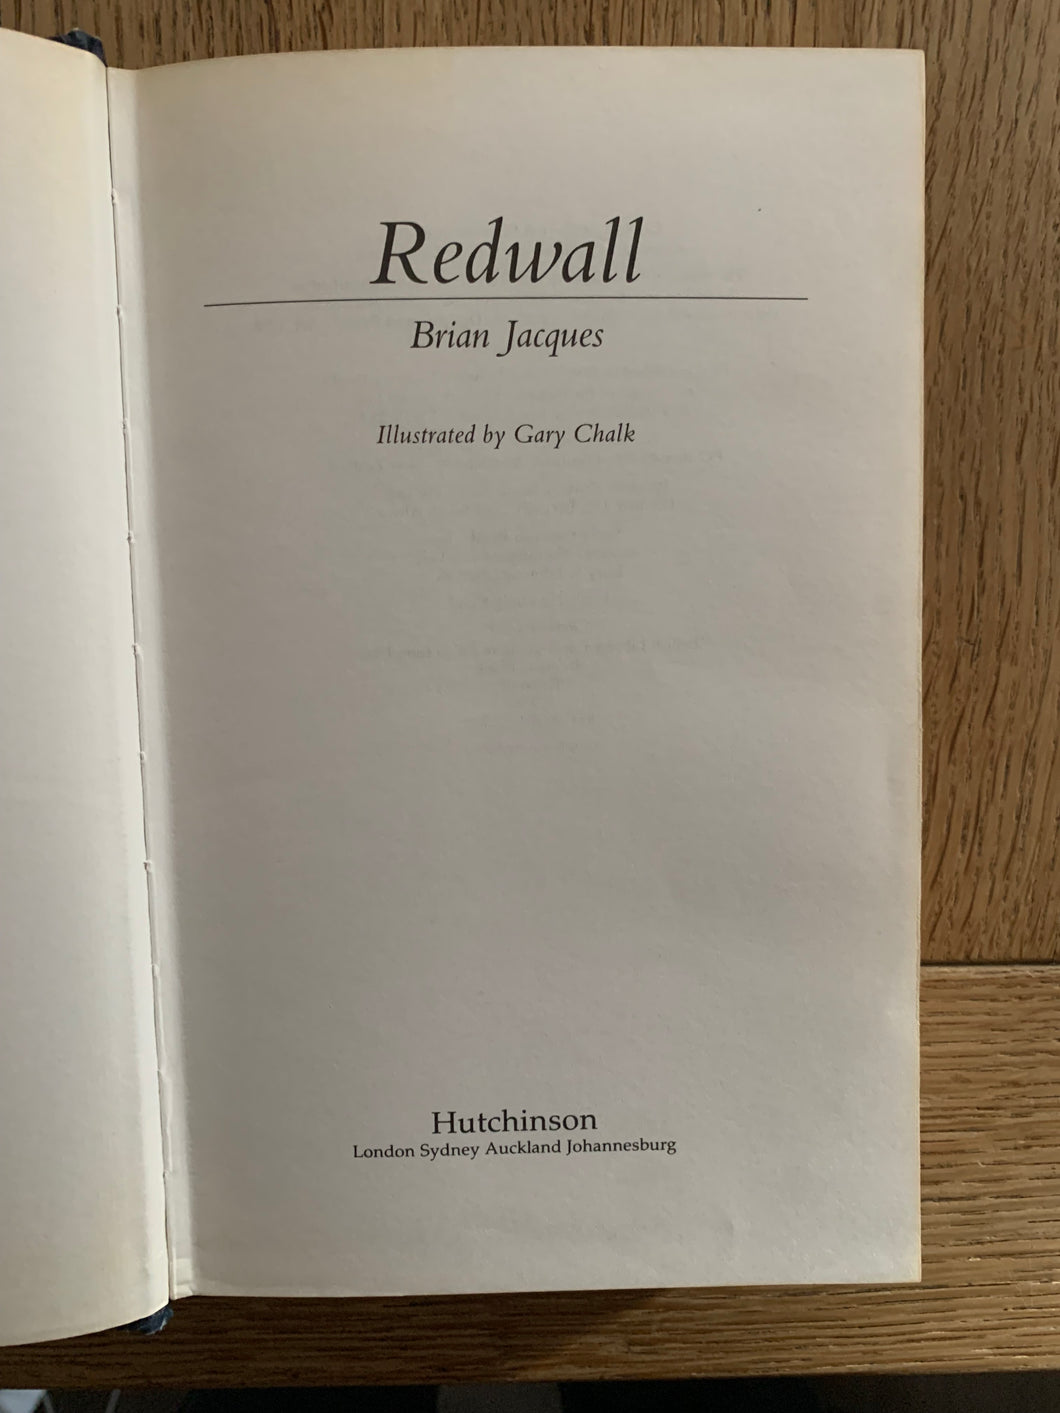 Redwall
Brian Jacques
Illustrated by Gary Chalk
Hutchinson
London Sydney Auckland Johannesburg